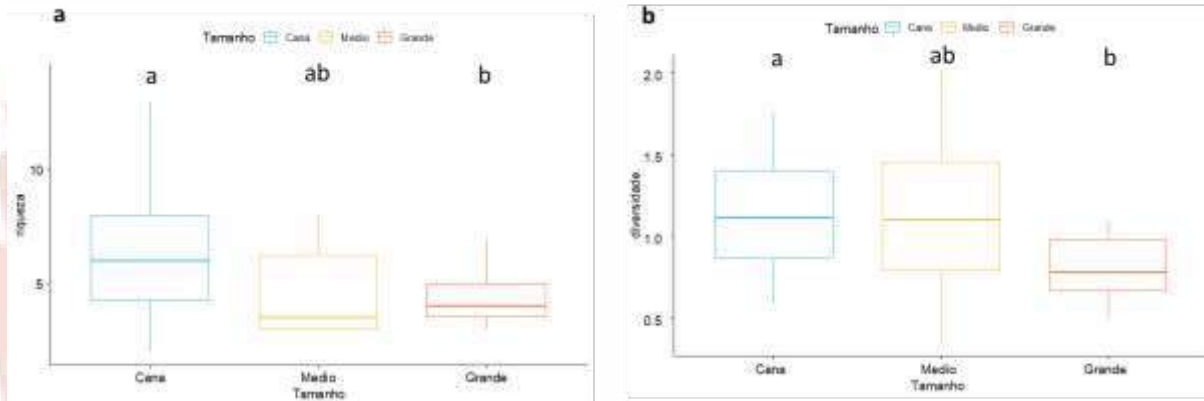 a
Tamanho Cana Médio Grande
a ab b
10
5
riqueza
Cana Medio Grande
Tamanho
b
Tamanho Cana Medio Grande
a ab b
2.0
1.5
1.0
0.5
diversidade
Cana Medio Grande
Tamanho